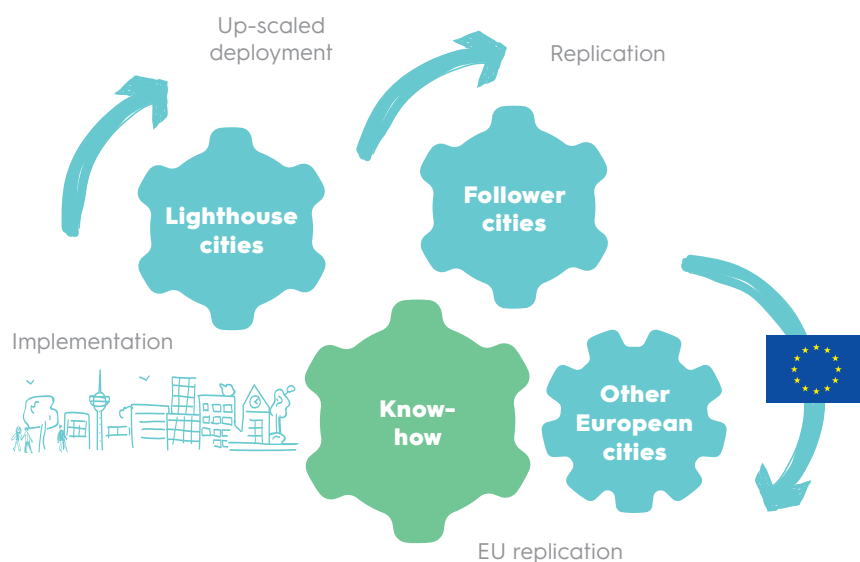 Up-scaled
deployment
Replication
Lighthouse
cities
Follower
cities
Implementation
Know-
how
Other
European
cities
EU replication